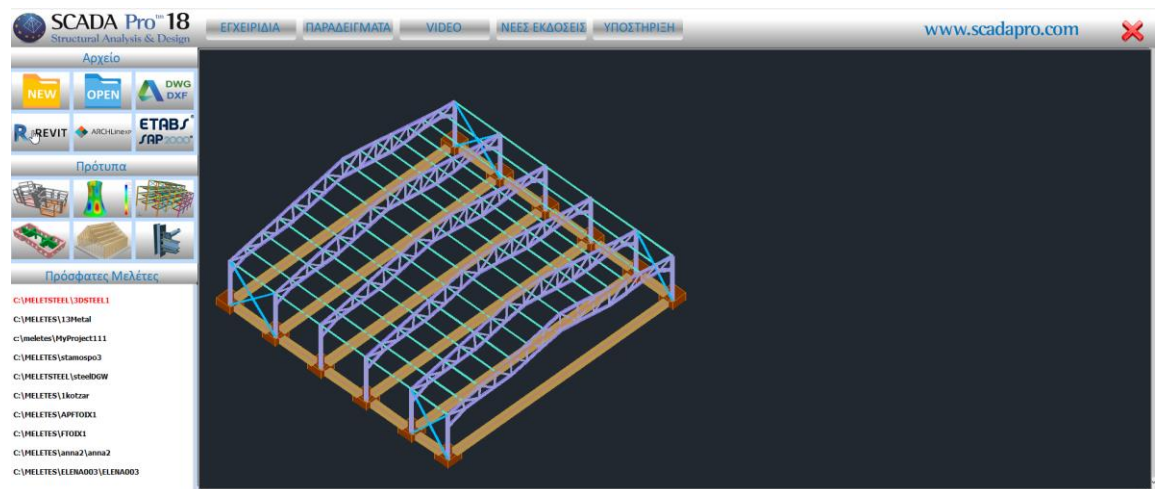 SCADA Pro™ 18
Structural Analysis & Design
ΕΓΧΕΙΡΙΔΙΑ
ΠΑΡΑΔΕΙΓΜΑΤΑ
VIDEO
ΝΕΕΣ ΕΚΔΟΣΕΙΣ
ΥΠΟΣΤΗΡΙΞΗ
www.scadapro.com
Αρχείο
NEW
OPEN
DWG
DXF
REVIT
ARCHLinexp
ETABS
SAP2000
Πρότυπα
Πρόσφατες Μελέτες
C:\MELETSTEEL\3DSTEEL1
C:\MELETES\13Metal
c:\meletes\MyProject111
C:\MELETES\stamospo3
C:\MELETSTEEL\steelDGW
C:\MELETES\1kotzar
C:\MELETES\APFTOIX1
C:\MELETES\FTOIX1
C:\MELETES\anna2\anna2
C:\MELETES\ELENA003\ELENA003